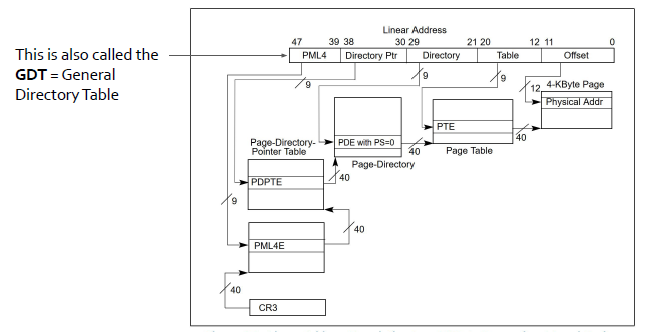 This is also called the
GDT = General
Directory Table
Linear Address
47 39 38 30 29 21 20 12 11 0
PML4 Directory Ptr Directory Table Offset
9 9 9
12 4-KByte Page
Physical Addr
PTE
PDE with PS=0
40 40
Page-Directory-
Pointer Table
Page Table
Page-Directory
PDPTE
40
9
40
PML4E
40
CR3